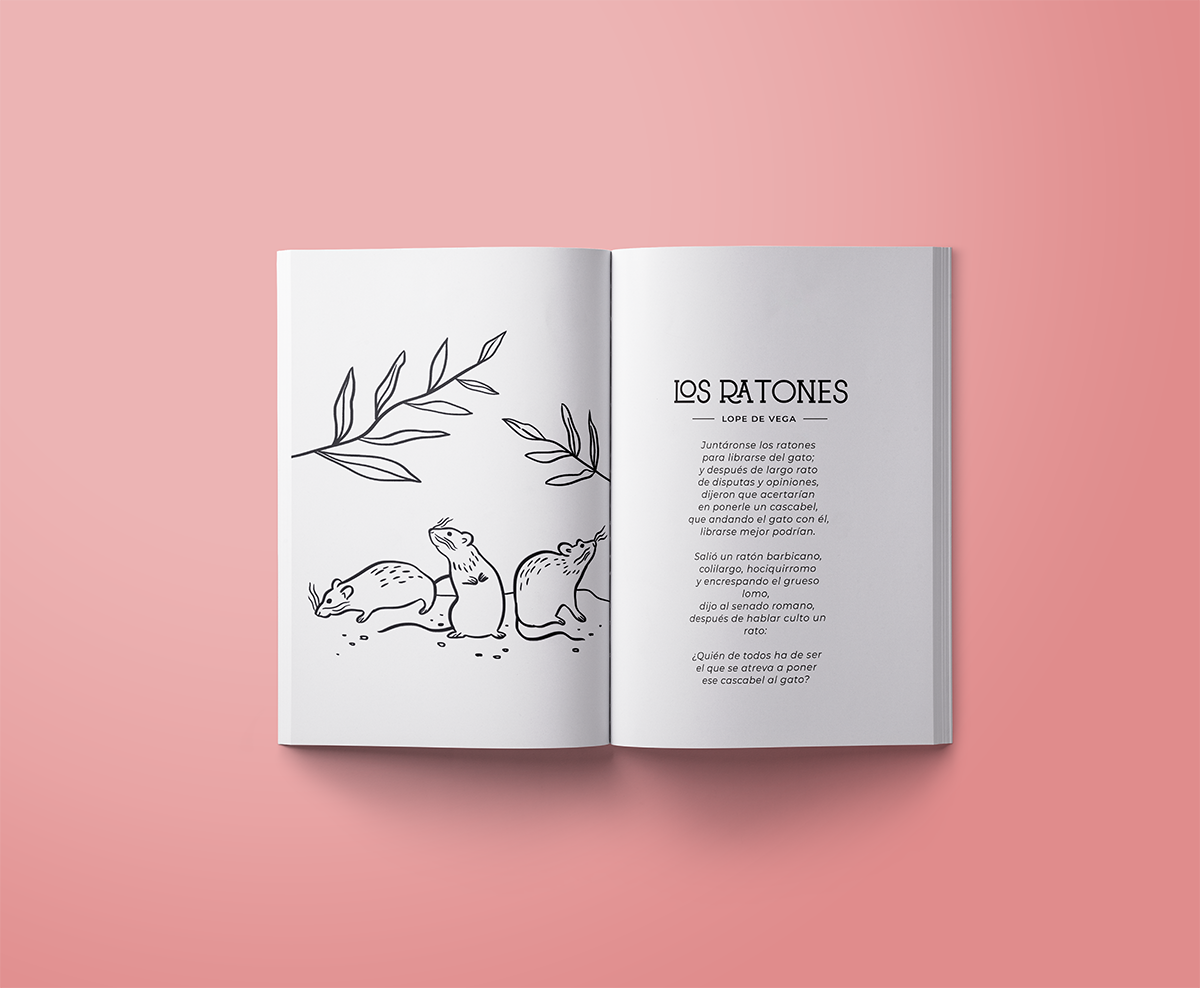 LOS RATONES
LOPE DE VEGA
Juntáronse los ratones
para librarse del gato;
y después de largo rato
de disputas y opiniones,
dijeron que acertarían
en ponerle un cascabel,
que andando el gato con él,
librarse mejor podrían.
Salió un ratón barbicano,
colilargo, hociquirromo
y encrespando el grueso
lomo,
dijo al senado romano,
después de hablar culto un
rato:
¿Quién de todos ha de ser
el que se atreva a poner
ese cascabel al gato?